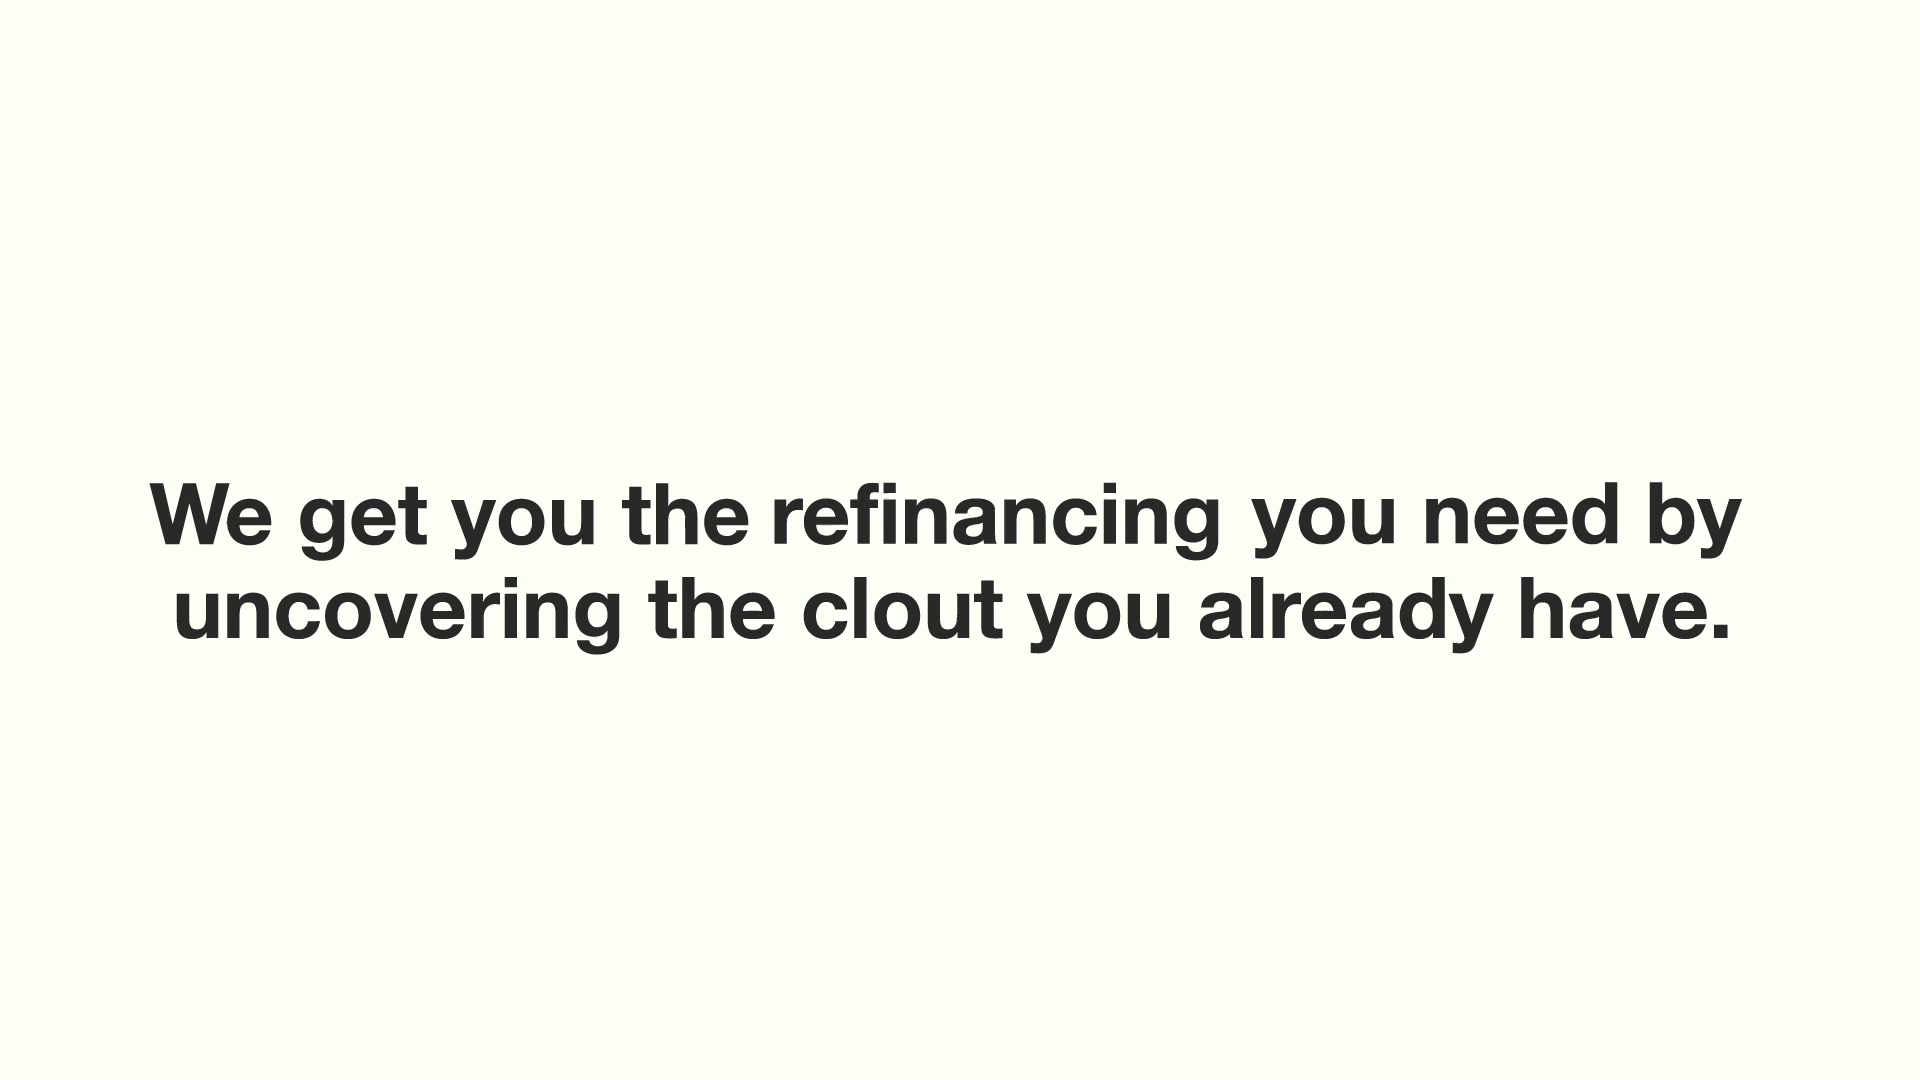 We get you the refinancing you need by
uncovering the clout you already have.